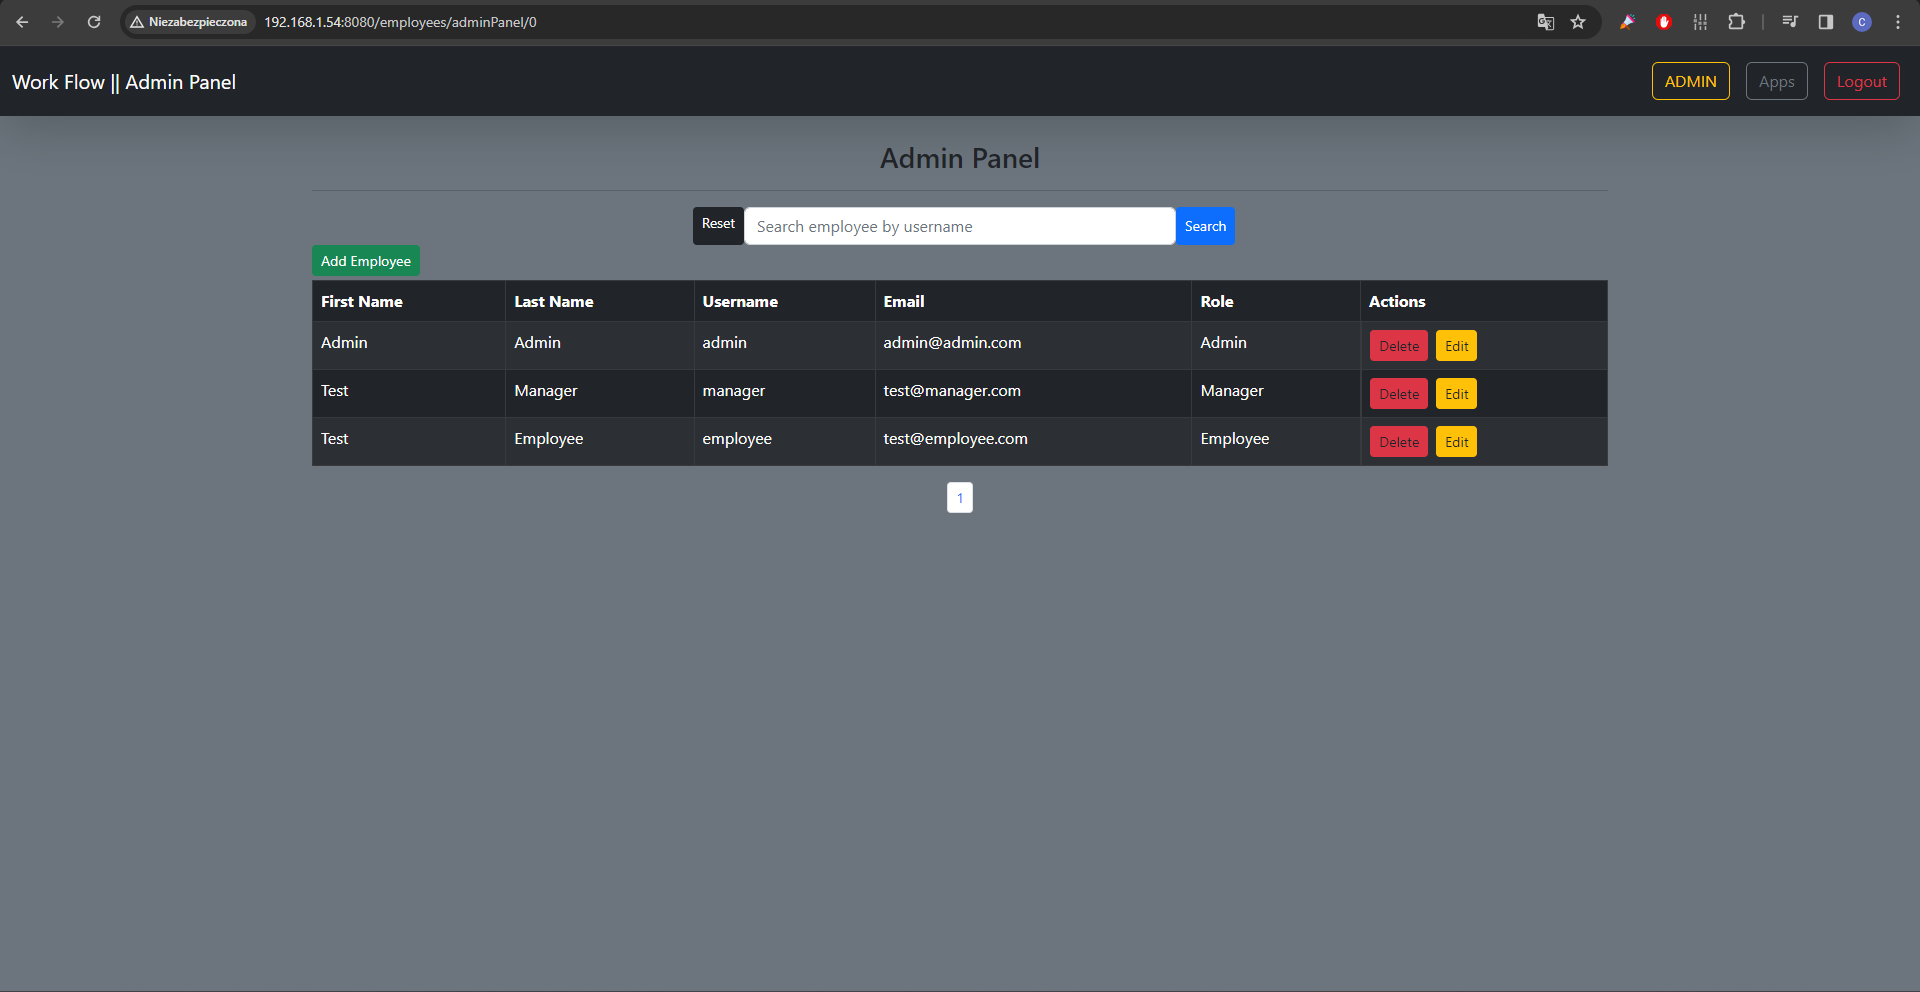 Niezabezpieczona 192.168.1.54:8080/employees/adminPanel/0 C
Work Flow || Admin Panel ADMIN Apps Logout
Admin Panel
Reset Search employee by username Search
Add Employee
First Name Last Name Username Email Role Actions
Admin Admin admin admin@admin.com Admin Delete Edit
Test Manager manager test@manager.com Manager Delete Edit
Test Employee employee test@employee.com Employee Delete Edit
1